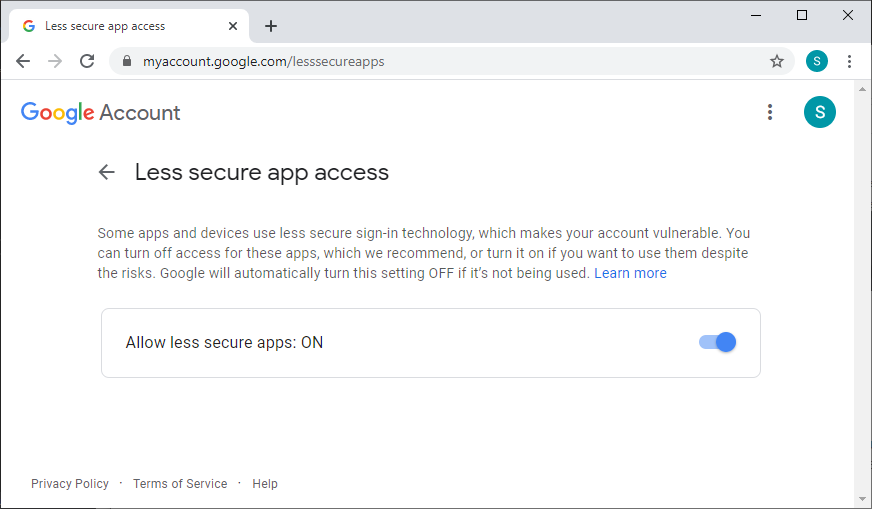 Less secure app access
myaccount.google.com/lesssecureapps
S
Google Account
S
Less secure app access
Some apps and devices use less secure sign-in technology, which makes your account vulnerable. You
can turn off access for these apps, which we recommend, or turn it on if you want to use them despite
the risks. Google will automatically turn this setting OFF if it’s not being used. Learn more
Allow less secure apps: ON
Privacy Policy · Terms of Service · Help